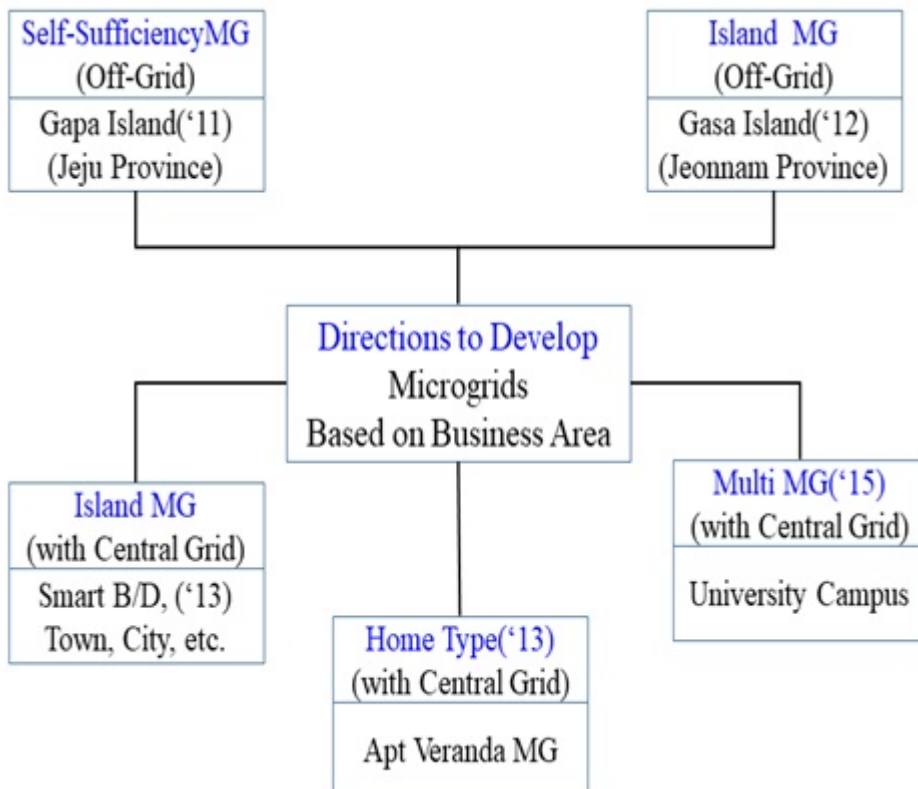 Self-SufficiencyMG
(Off-Grid)
Gapa Island(‘11)
(Jeju Province)
Island MG
(Off-Grid)
Gasa Island(‘12)
(Jeonnam Province)
Directions to Develop
Microgrids
Based on Business Area
Island MG
(with Central Grid)
Smart B/D, (‘13)
Town, City, etc.
Home Type(‘13)
(with Central Grid)
Apt Veranda MG
Multi MG(‘15)
(with Central Grid)
University Campus